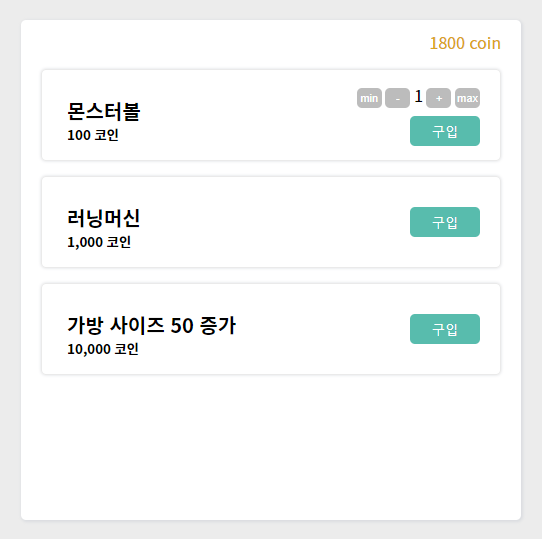 1800 coin
min - 1 + max
몬스터볼
100 코인
구입
러닝머신
1,000 코인
구입
가방 사이즈 50 증가
10,000 코인
구입